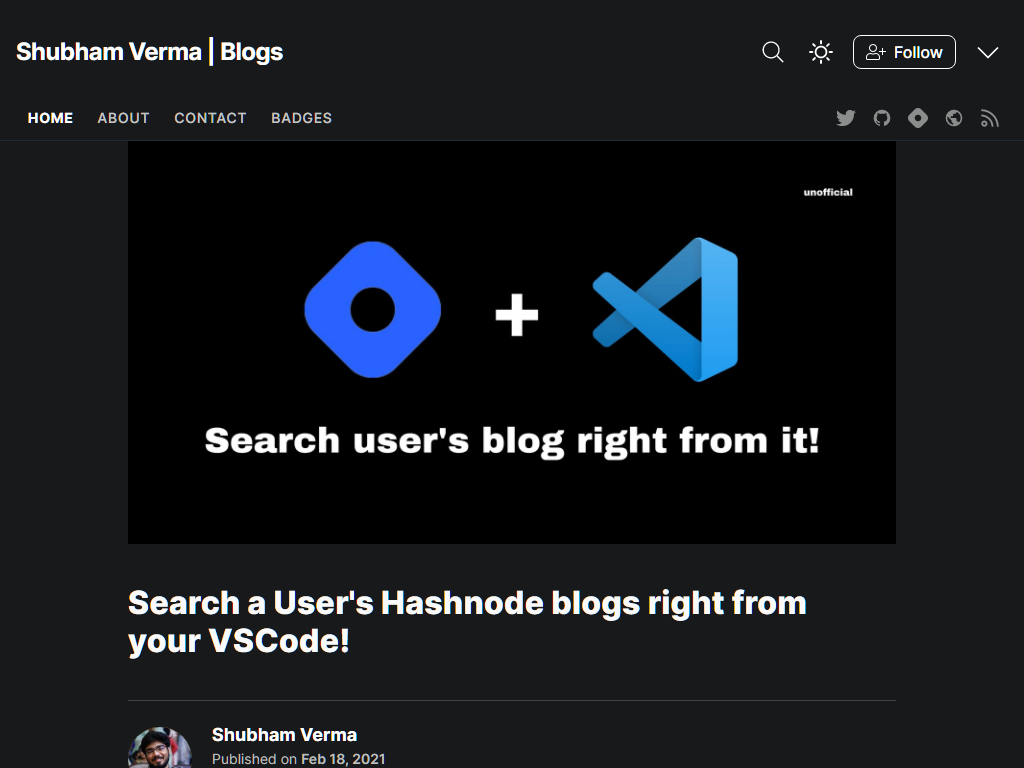 Shubham Verma | Blogs
Follow
HOME ABOUT CONTACT BADGES
unofficial
Search user's blog right from it!
Search a User's Hashnode blogs right from
your VSCode!
Shubham Verma
Published on Feb 18, 2021